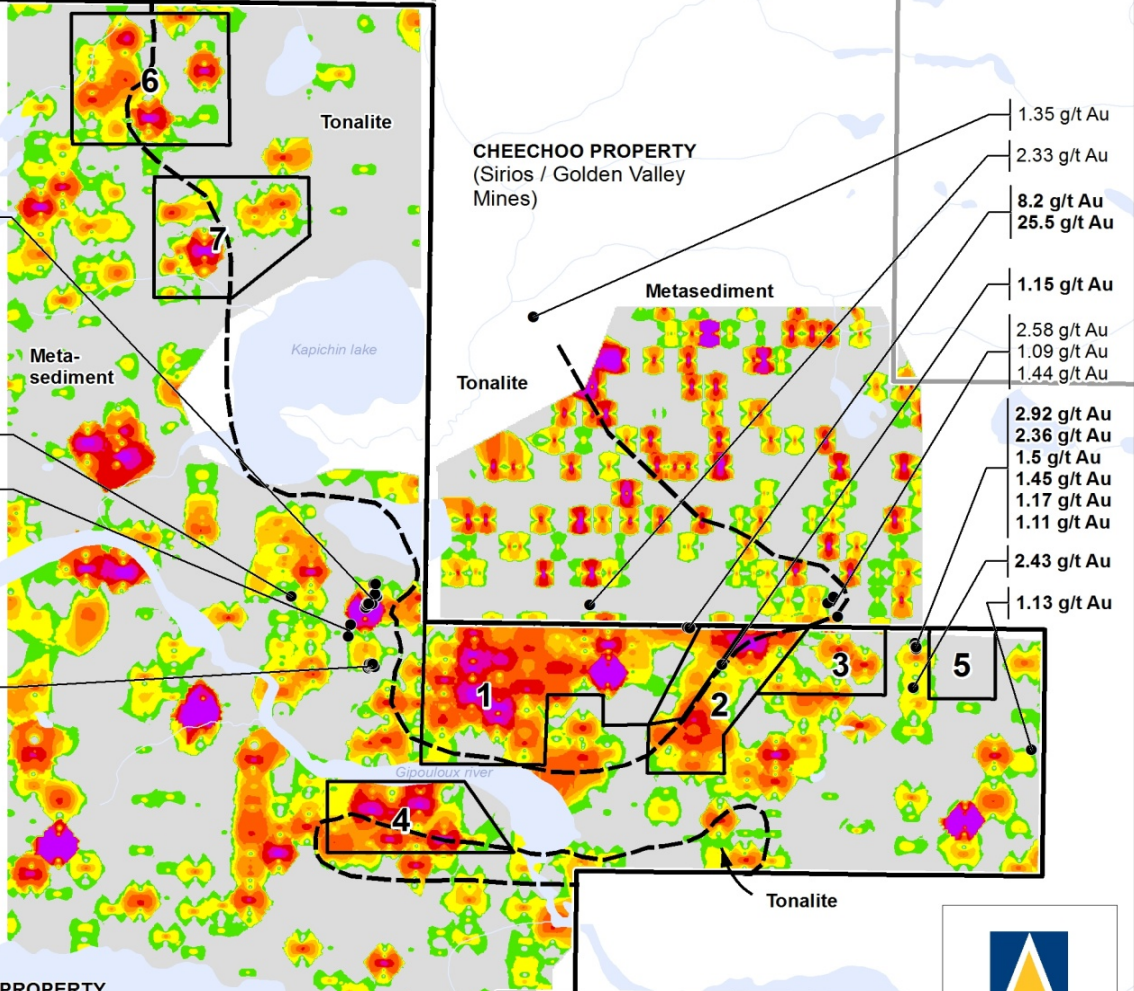 6
Tonalite
7
CHEECHOO PROPERTY
(Sirios / Golden Valley
Mines)
1.35 g/t Au
2.33 g/t Au
8.2 g/t Au
25.5 g/t Au
1.15 g/t Au
2.58 g/t Au
1.09 g/t Au
1.44 g/t Au
2.92 g/t Au
2.36 g/t Au
1.5 g/t Au
1.45 g/t Au
1.17 g/t Au
1.11 g/t Au
2.43 g/t Au
1.13 g/t Au
Metasediment
Kapichin lake
Meta-
sediment
Tonalite
1
2
3
5
Gipouloux river
4
Tonalite
PROPERTY